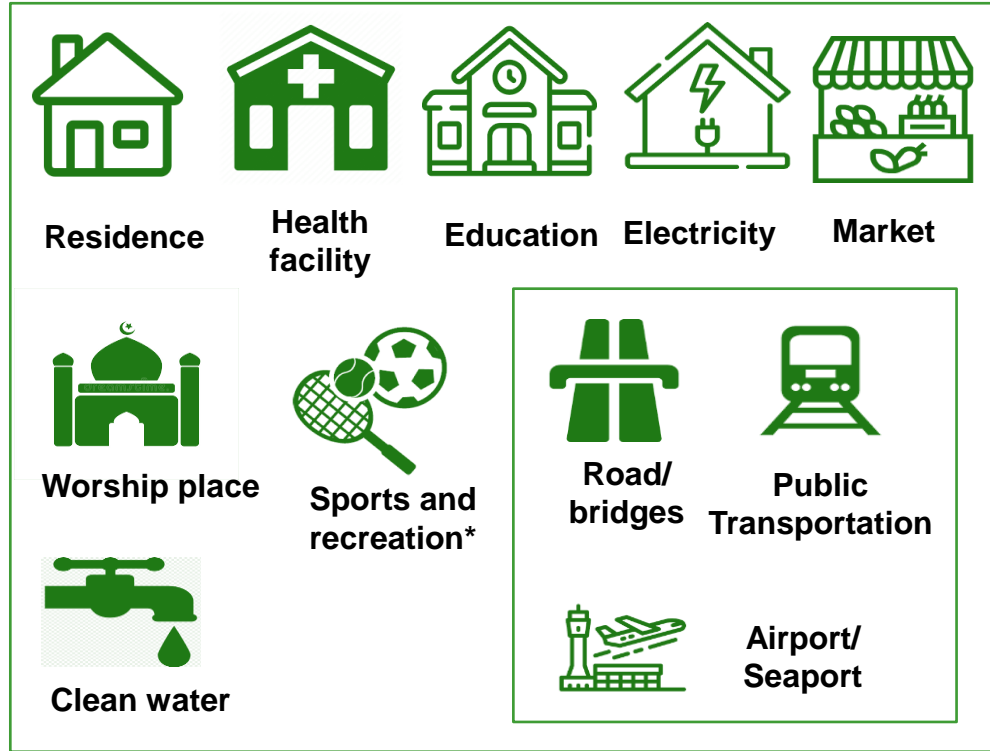 Residence
Health
facility
Education
Electricity
Market
Worship place
Sports and
recreation*
Road/
bridges
Public
Transportation
Clean water
Airport/
Seaport